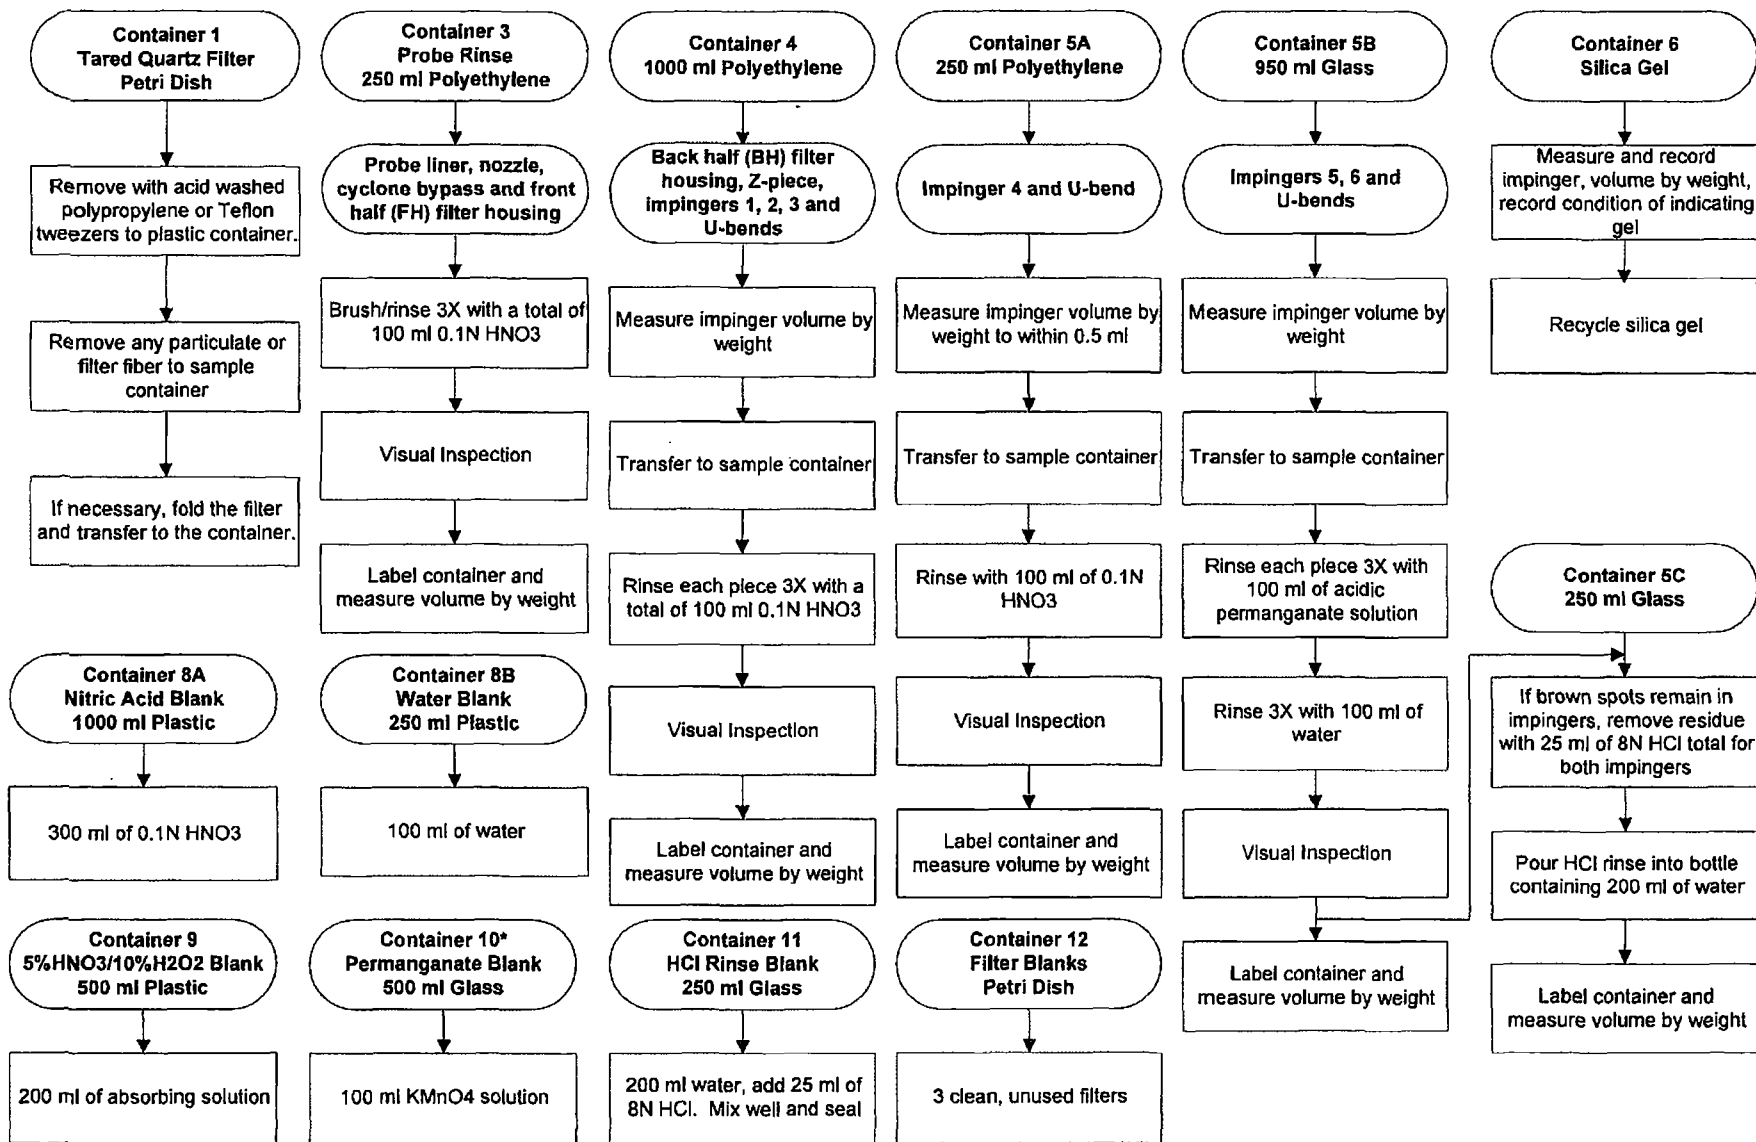 Container 1
Tared Quartz Filter
Petri Dish
Remove with acid washed
polypropylene or Teflon
tweezers to plastic container.
Remove any particulate or
filter fiber to sample
container
If necessary, fold the filter
and transfer to the container.
Container 3
Probe Rinse
250 ml Polyethylene
Probe liner, nozzle,
cyclone bypass and front
half (FH) filter housing
Brush/rinse 3X with a total of
100 ml 0.1N HNO3
Visual Inspection
Label container and
measure volume by weight
Container 4
1000 ml Polyethylene
Back half (BH) filter
housing, Z-piece,
impingers 1, 2, 3 and
U-bends
Measure impinger volume by
weight
Transfer to sample container
Rinse each piece 3X with a
total of 100 ml 0.1N HNO3
Visual Inspection
Label container and
measure volume by weight
Container 5A
250 ml Polyethylene
Impinger 4 and U-bend
Measure impinger volume by
weight to within 0.5 ml
Transfer to sample container
Rinse with 100 ml of 0.1N
HNO3
Visual Inspection
Label container and
measure volume by weight
Container 5B
950 ml Glass
Impingers 5, 6 and
U-bends
Measure impinger volume by
weight
Transfer to sample container
Rinse each piece 3X with
100 ml of acidic
permanganate solution
Rinse 3X with 100 ml of
water
Visual Inspection
Label container and
measure volume by weight
Container 6
Silica Gel
Measure and record
impinger, volume by weight,
record condition of indicating
gel
Recycle silica gel
Container 5C
250 ml Glass
If brown spots remain in
impingers, remove residue
with 25 ml of 8N HCl total for
both impingers
Pour HCl rinse into bottle
containing 200 ml of water
Label container and
measure volume by weight
Container 8A
Nitric Acid Blank
1000 ml Plastic
300 ml of 0.1N HNO3
Container 8B
Water Blank
250 ml Plastic
100 ml of water
Container 9
5%HNO3/10%H2O2 Blank
500 ml Plastic
200 ml of absorbing solution
Container 10*
Permanganate Blank
500 ml Glass
100 ml KMnO4 solution
Container 11
HCl Rinse Blank
250 ml Glass
200 ml water, add 25 ml of
8N HCl. Mix well and seal
Container 12
Filter Blanks
Petri Dish
3 clean, unused filters